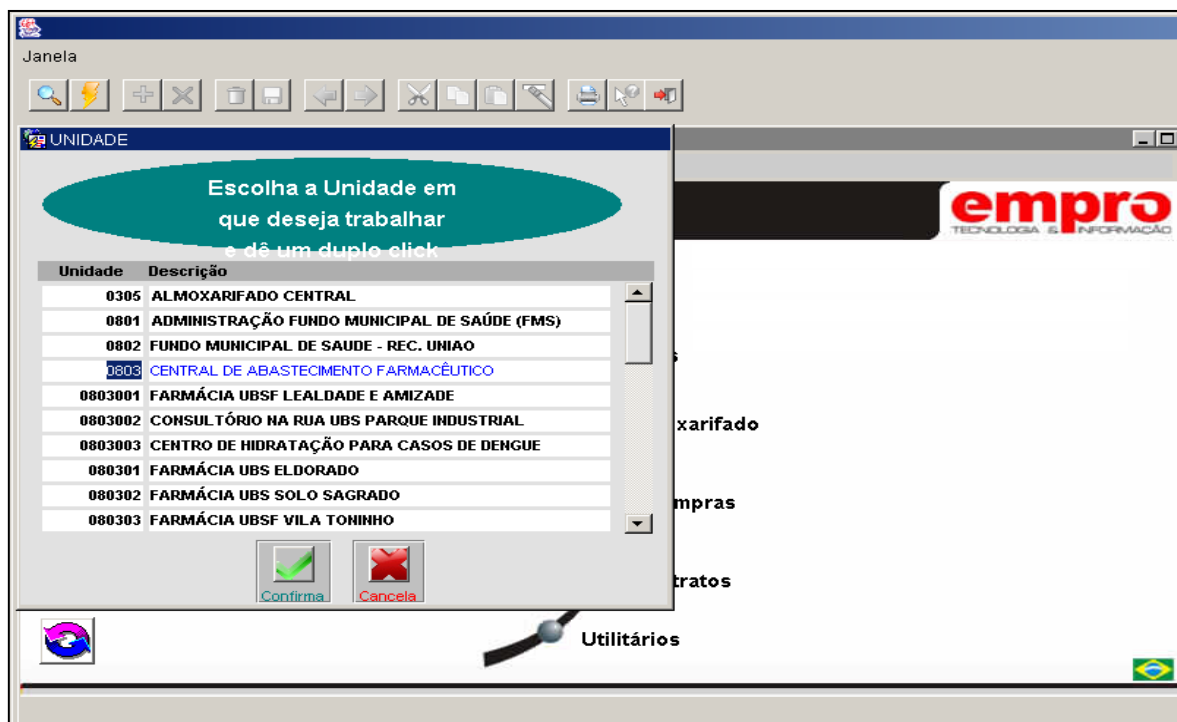 Janela
UNIDADE
Escolha a Unidade em
que deseja trabalhar
e dê um duplo click
empro
TECNOLOGIA & INFORMAÇÃO
Unidade Descrição
0305 ALMOXARIFADO CENTRAL
0801 ADMINISTRAÇÃO FUNDO MUNICIPAL DE SAÚDE (FMS)
0802 FUNDO MUNICIPAL DE SAUDE - REC. UNIAO
0803 CENTRAL DE ABASTECIMENTO FARMACÊUTICO
0803001 FARMÁCIA UBSF LEALDADE E AMIZADE
0803002 CONSULTÓRIO NA RUA UBS PARQUE INDUSTRIAL
0803003 CENTRO DE HIDRATAÇÃO PARA CASOS DE DENGUE
080301 FARMÁCIA UBS ELDORADO
080302 FARMÁCIA UBS SOLO SAGRADO
080303 FARMÁCIA UBSF VILA TONINHO
Confirma Cancela
s
xarifado
mpras
tratos
Utilitários